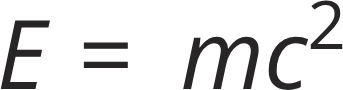 E = mc²